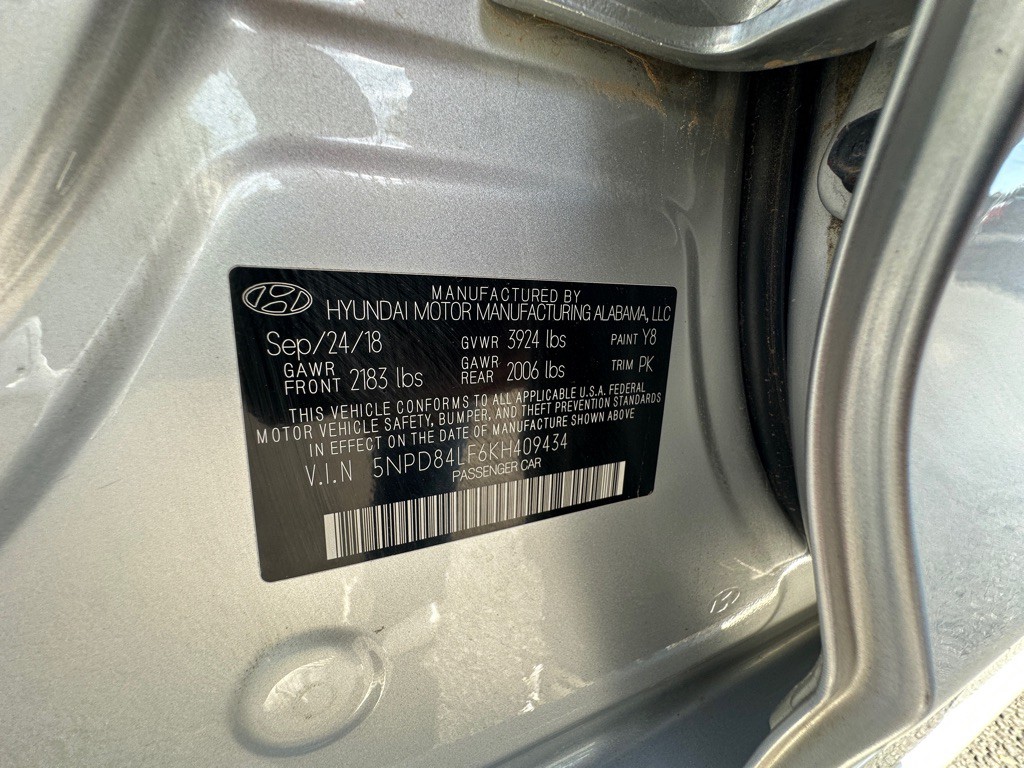 MANUFACTURED BY
HYUNDAI MOTOR MANUFACTURING ALABAMA, LLC
Sep/24/18 GVWR 3924 lbs PAINT Y8
GAWR FRONT 2183 lbs GAWR REAR 2006 lbs TRIM PK
THIS VEHICLE CONFORMS TO ALL APPLICABLE U.S.A. FEDERAL
MOTOR VEHICLE SAFETY, BUMPER, AND THEFT PREVENTION STANDARDS
IN EFFECT ON THE DATE OF MANUFACTURE SHOWN ABOVE
V.I.N 5NPD84LF6KH409434
PASSENGER CAR